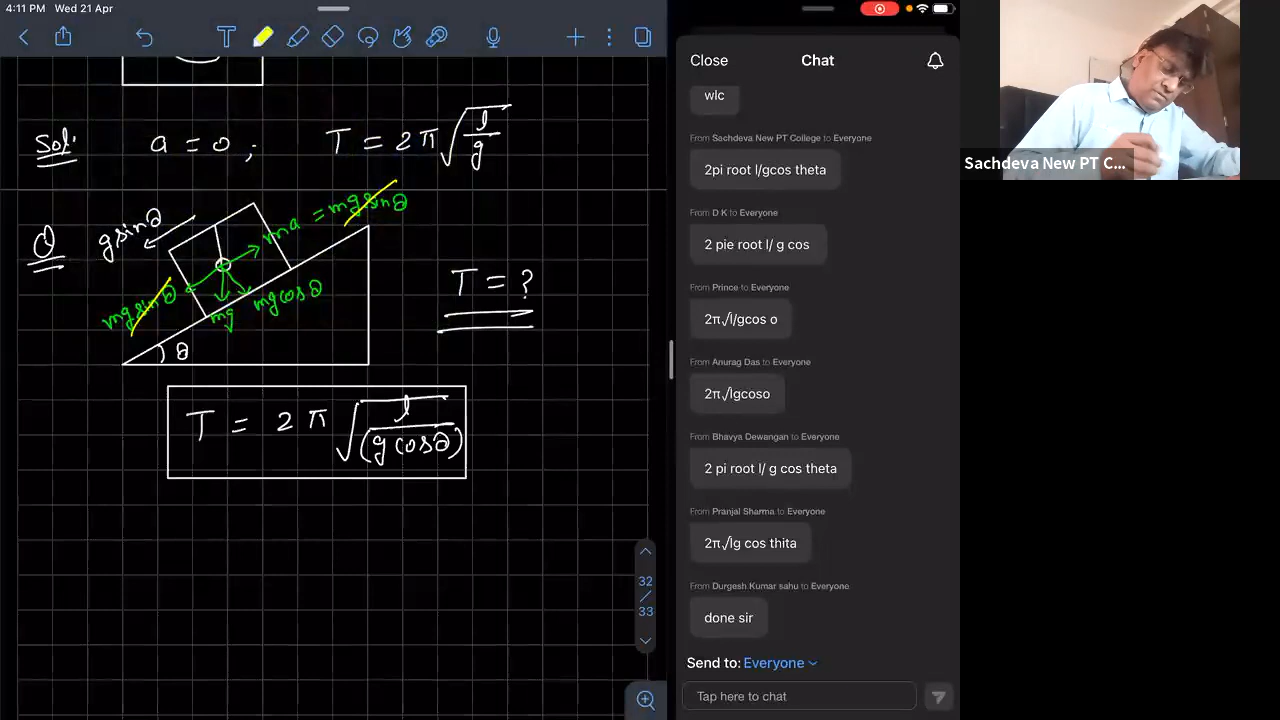 4:11 PM Wed 21 Apr
Sol:
a = 0 ;
T = 2π√(l/g)
Q
g sinθ
ma = mg sinθ
mg sinθ
mg
mg cosθ
θ
T = ?
T = 2π√(l/(g cosθ))
32
/
33
Close
Chat
wlc
From Sachdeva New PT College to Everyone
2pi root l/gcos theta
From D K to Everyone
2 pie root l/ g cos
From Prince to Everyone
2π√l/gcos o
From Anurag Das to Everyone
2π√lgcoso
From Bhavya Dewangan to Everyone
2 pi root l/ g cos theta
From Pranjal Sharma to Everyone
2π√lg cos thita
From Durgesh Kumar sahu to Everyone
done sir
Send to: Everyone
Tap here to chat
Sachdeva New PT C...